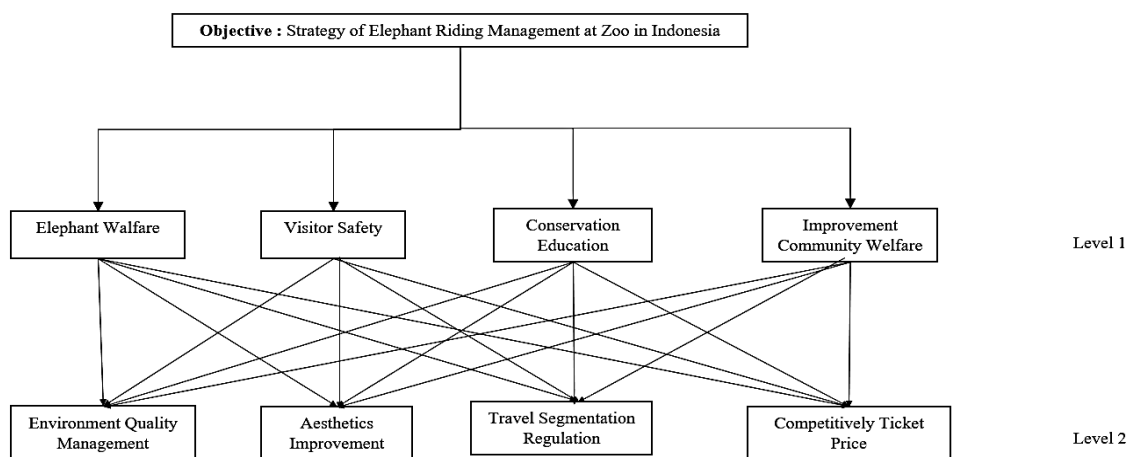 Objective : Strategy of Elephant Riding Management at Zoo in Indonesia
Elephant Walfare
Visitor Safety
Conservation
Education
Improvement
Community Welfare
Level 1
Environment Quality
Management
Aesthetics
Improvement
Travel Segmentation
Regulation
Competitively Ticket
Price
Level 2